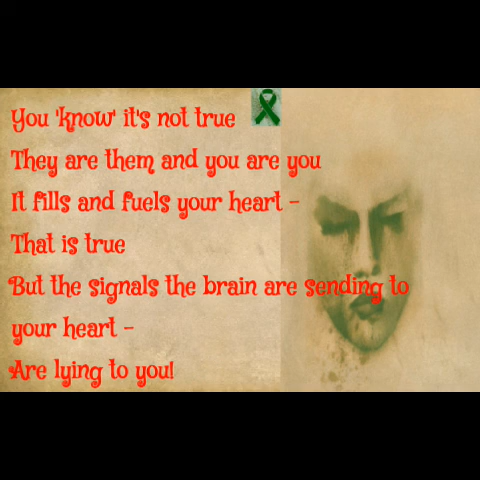 You 'know' it's not true
They are them and you are you
It fills and fuels your heart -
That is true
But the signals the brain are sending to
your heart -
Are lying to you!